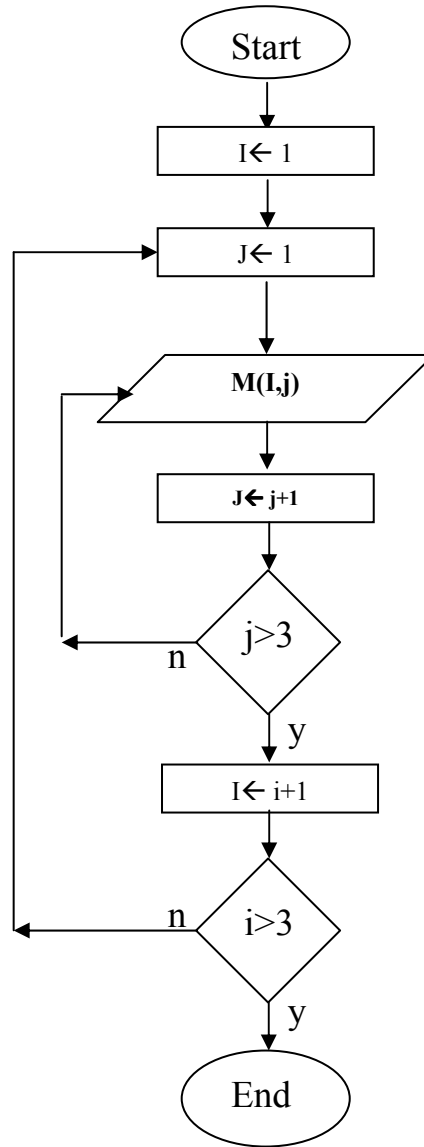 Start
I← 1
J← 1
M(I,j)
J← j+1
j>3
n
y
I← i+1
n
i>3
y
End